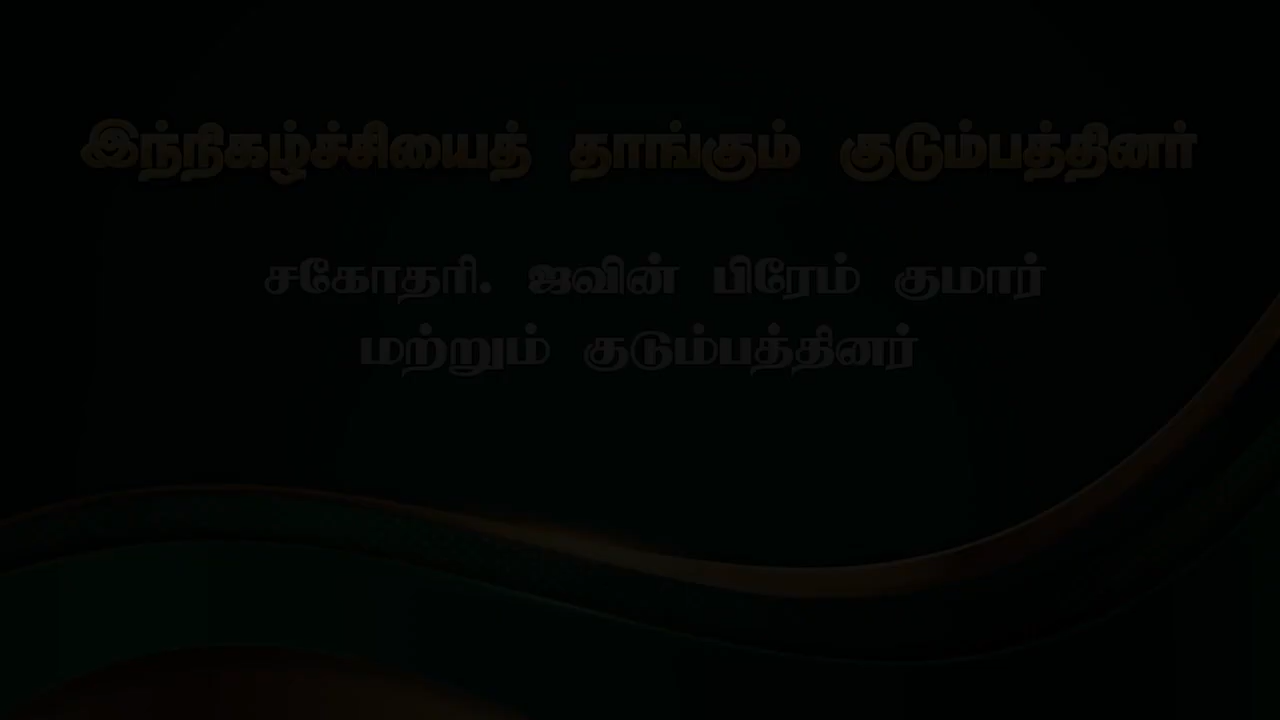 இந்நிகழ்ச்சியைத் தாங்கும் குடும்பத்தினர்
சகோதரி. ஜவின் பிரேம் குமார்
மற்றும் குடும்பத்தினர்